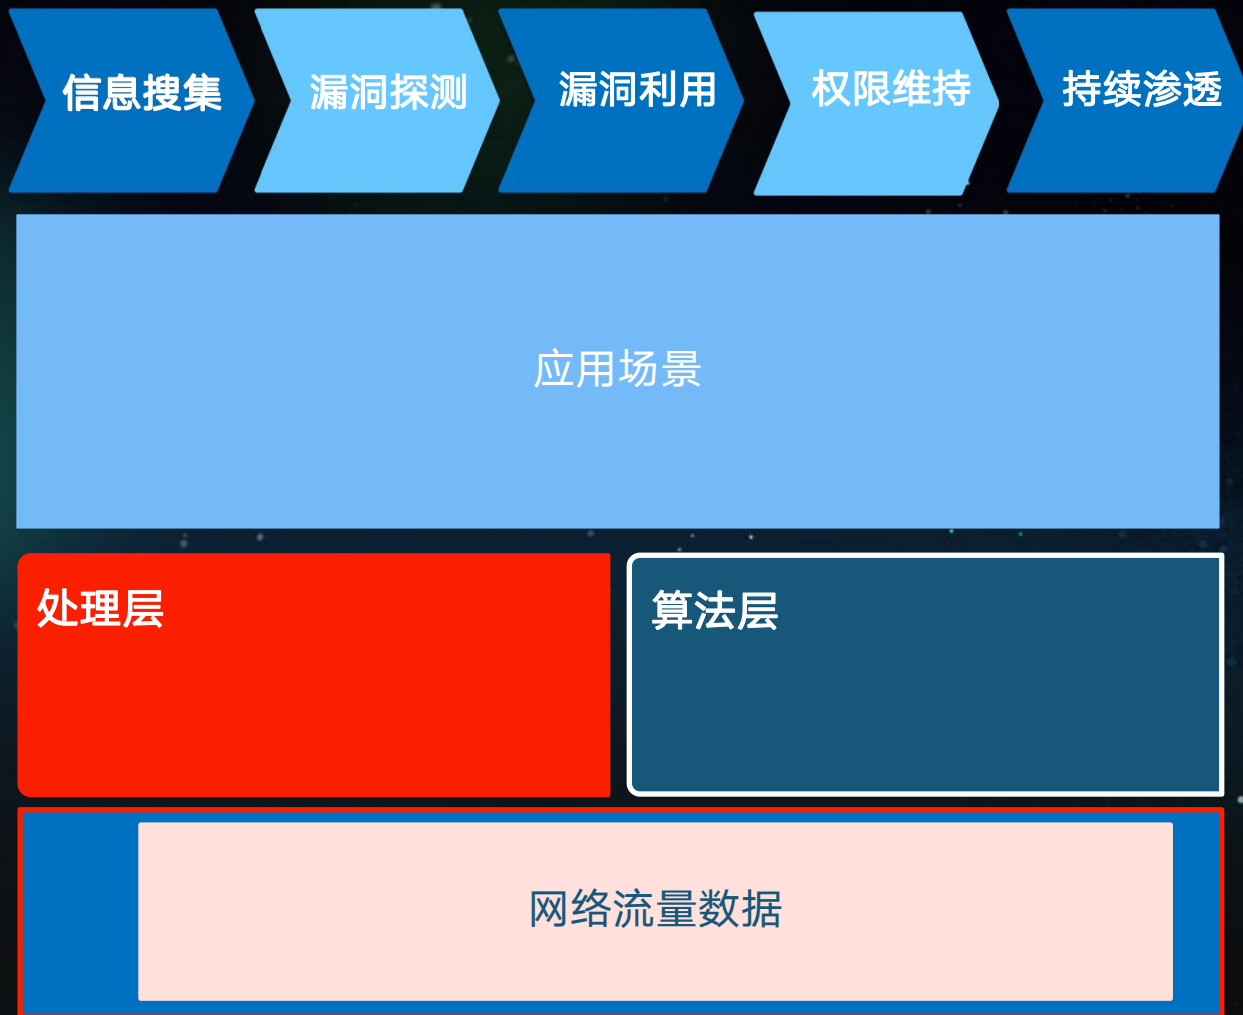 信息搜集
漏洞探测
漏洞利用
权限维持
持续渗透
应用场景
处理层
算法层
网络流量数据